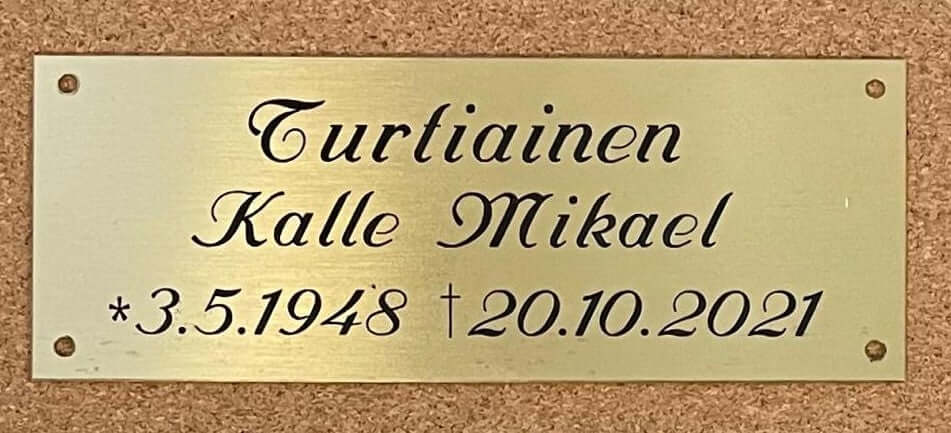 Turtiainen
Kalle Mikael
*3.5.1948 †20.10.2021